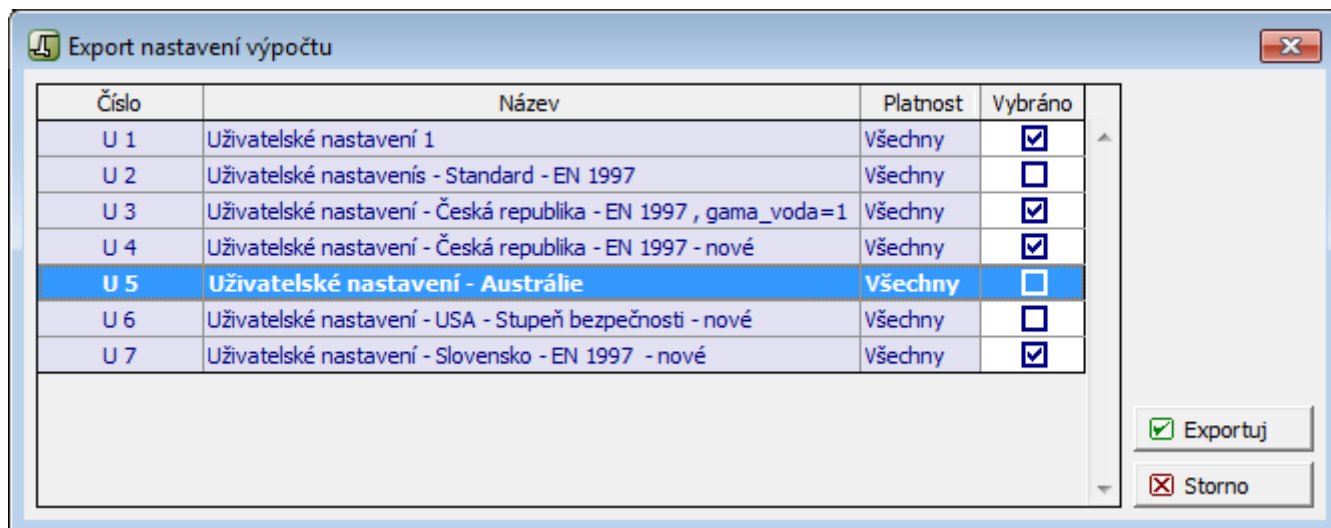 Export nastavení výpočtu
Číslo Název Platnost Vybráno
U 1 Uživatelské nastavení 1 Všechny
U 2 Uživatelské nastavenís - Standard - EN 1997 Všechny
U 3 Uživatelské nastavení - Česká republika - EN 1997 , gama_voda=1 Všechny
U 4 Uživatelské nastavení - Česká republika - EN 1997 - nové Všechny
U 5 Uživatelské nastavení - Austrálie Všechny
U 6 Uživatelské nastavení - USA - Stupeň bezpečnosti - nové Všechny
U 7 Uživatelské nastavení - Slovensko - EN 1997 - nové Všechny
Exportuj
Storno